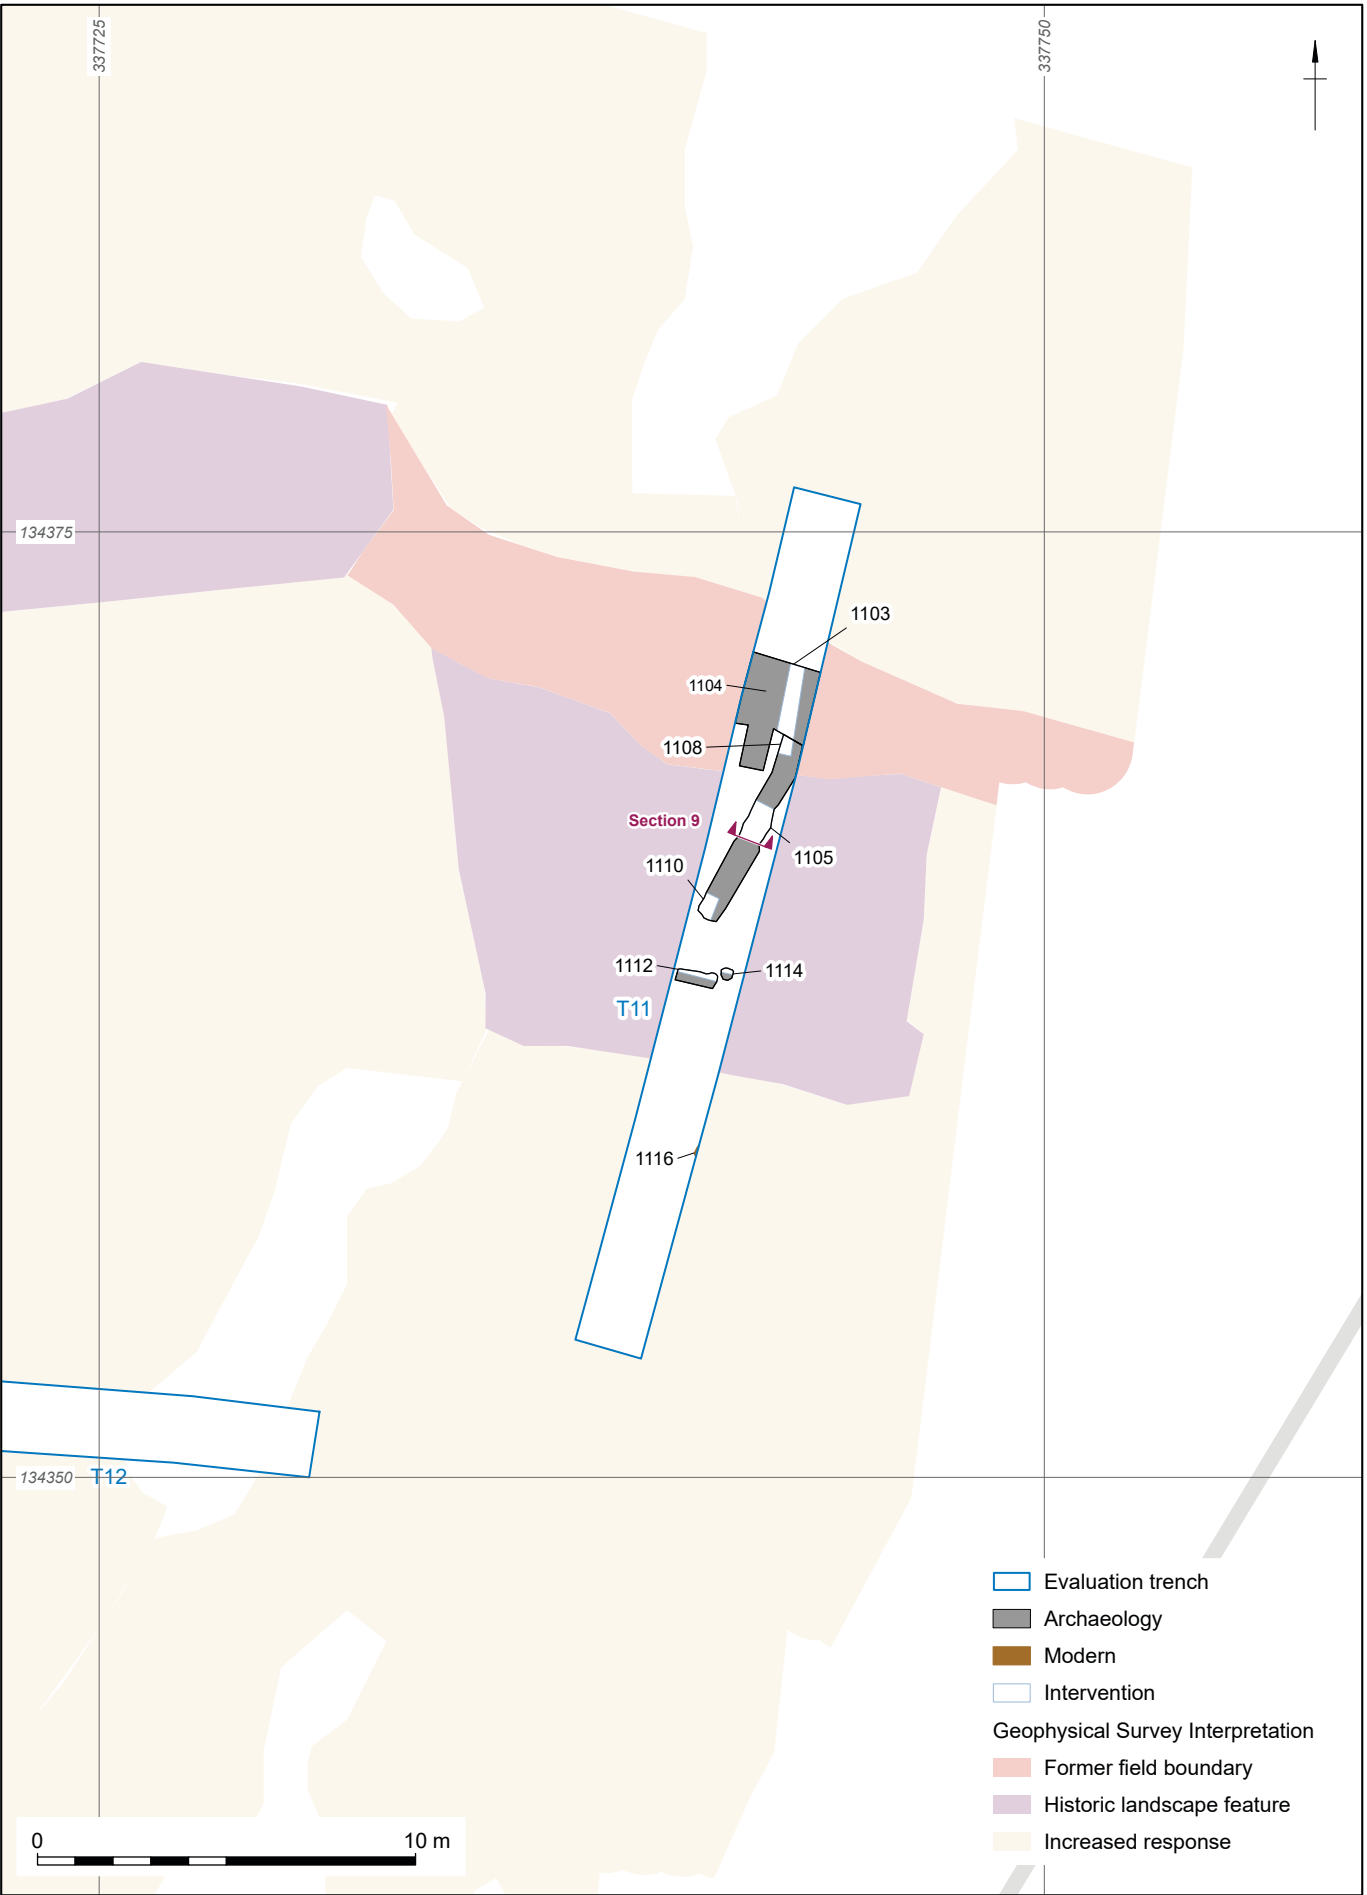 337725
337750
134375
1103
1104
1108
Section 9
1105
1110
1112
1114
T11
1116
134350
T12
Evaluation trench
Archaeology
Modern
Intervention
Geophysical Survey Interpretation
Former field boundary
Historic landscape feature
Increased response
0 10 m